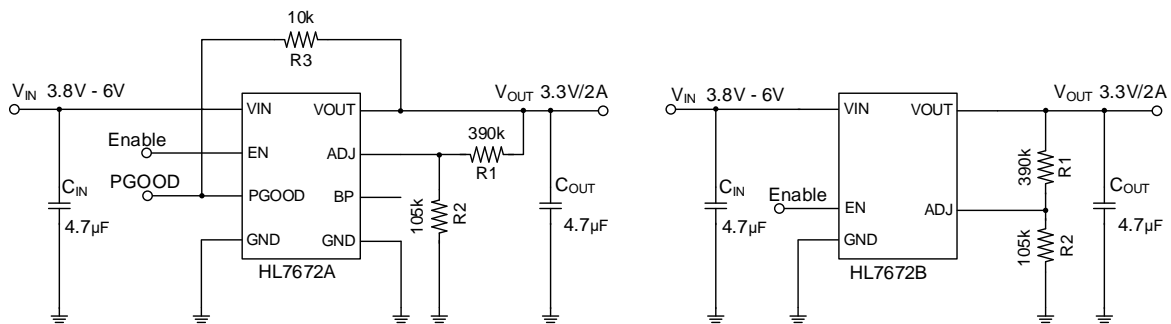 10k
R3
VIN 3.8V - 6V
VIN
VOUT
VOUT 3.3V/2A
390k
R1
Enable
EN
ADJ
PGOOD
PGOOD
BP
CIN
4.7µF
105k
R2
COUT
4.7µF
GND
GND
HL7672A
VIN 3.8V - 6V
VIN
VOUT
VOUT 3.3V/2A
390k
R1
CIN
4.7µF
Enable
EN
ADJ
COUT
4.7µF
105k
R2
GND
HL7672B